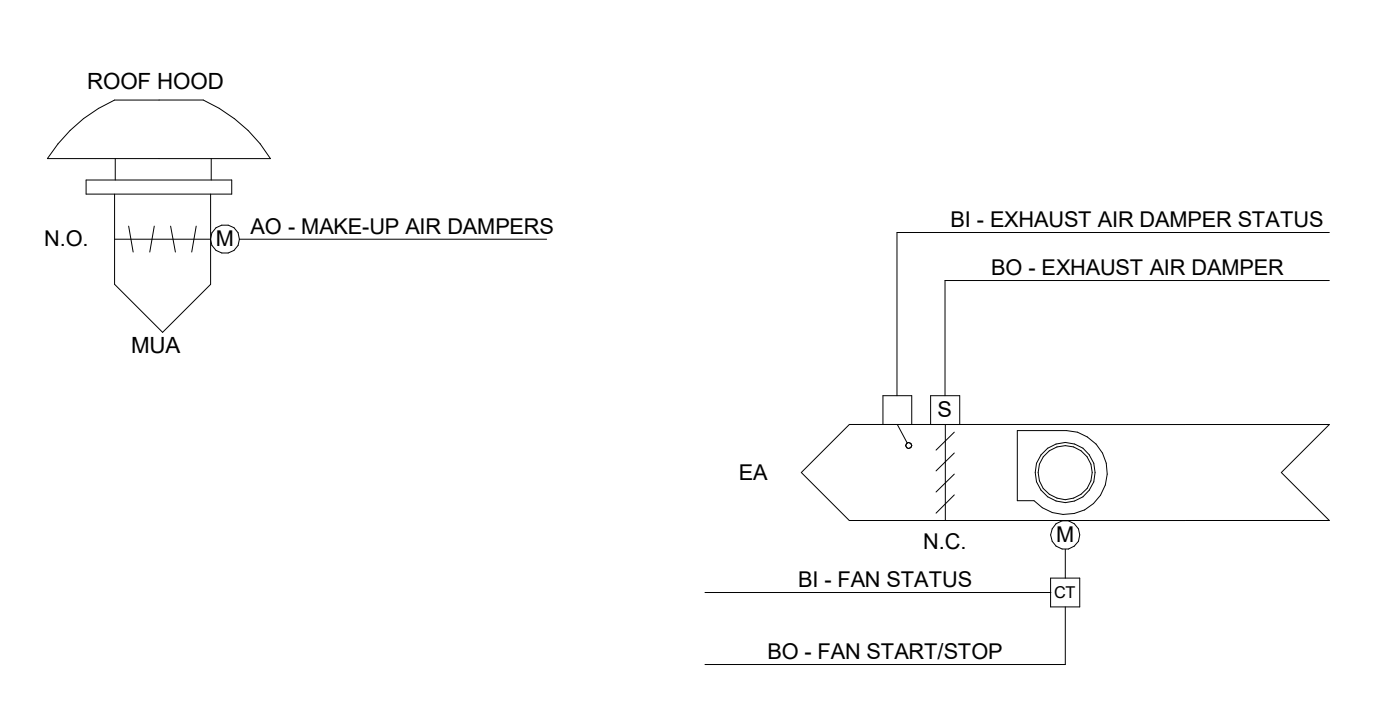 ROOF HOOD
N.O.
M
AO - MAKE-UP AIR DAMPERS
MUA
BI - EXHAUST AIR DAMPER STATUS
BO - EXHAUST AIR DAMPER
S
EA
N.C.
M
BI - FAN STATUS
CT
BO - FAN START/STOP